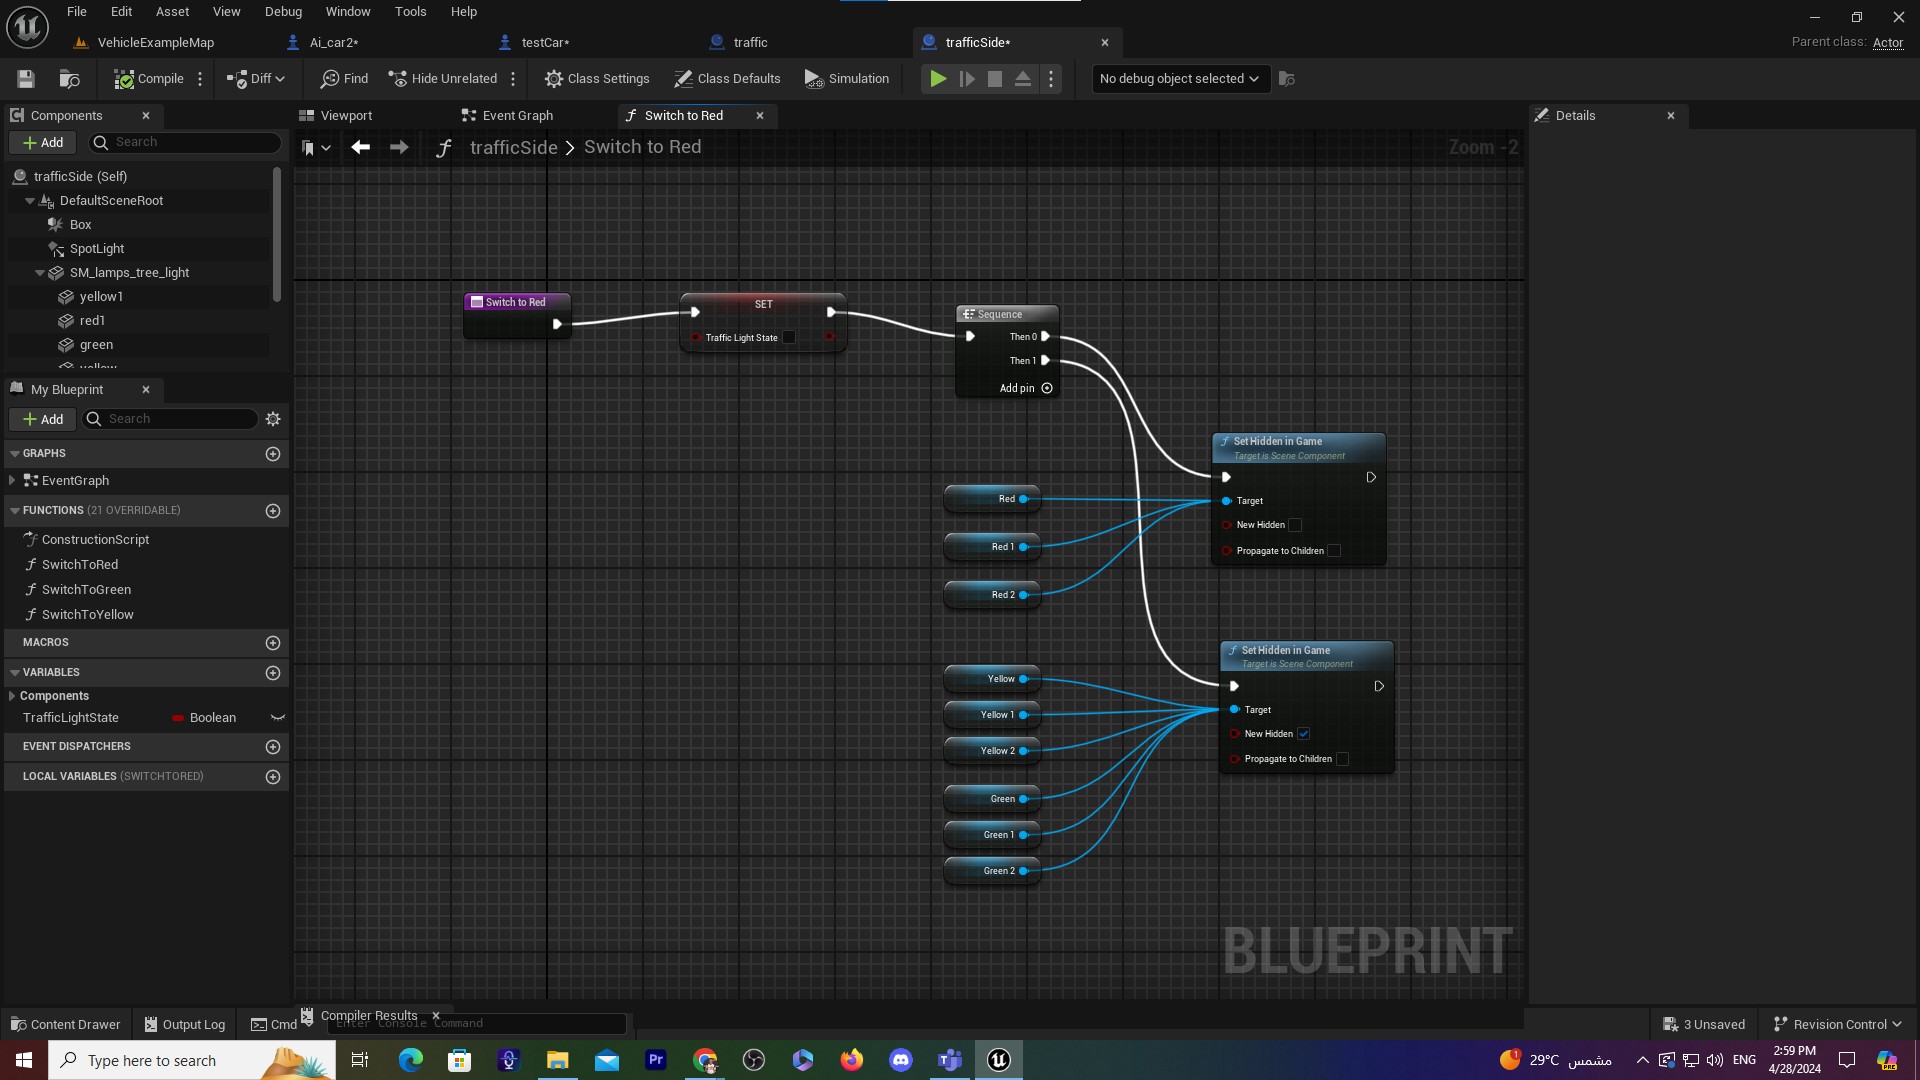 File Edit Asset View Debug Window Tools Help
VehicleExampleMap Ai_car2* testCar* traffic trafficSide*
Parent class: Actor
Compile Diff Find Hide Unrelated Class Settings Class Defaults Simulation No debug object selected
Components
Viewport Event Graph Switch to Red
Details
Add Search
trafficSide Switch to Red
Zoom -2
trafficSide (Self)
DefaultSceneRoot
Box
SpotLight
SM_lamps_tree_light
yellow1
red1
green
yellow
My Blueprint
Add Search
GRAPHS
EventGraph
FUNCTIONS (21 OVERRIDABLE)
ConstructionScript
SwitchToRed
SwitchToGreen
SwitchToYellow
MACROS
VARIABLES
Components
TrafficLightState Boolean
EVENT DISPATCHERS
LOCAL VARIABLES (SWITCHTORED)
Switch to Red
SET
Traffic Light State
Sequence
Then 0
Then 1
Add pin
Set Hidden in Game
Target is Scene Component
Target
New Hidden
Propagate to Children
Red
Red 1
Red 2
Set Hidden in Game
Target is Scene Component
Target
New Hidden
Propagate to Children
Yellow
Yellow 1
Yellow 2
Green
Green 1
Green 2
BLUEPRINT
Compiler Results
Content Drawer Output Log Cmd Enter Console Command 3 Unsaved Revision Control
Type here to search
Pr
1
29°C مشمس
ENG
2:59 PM
4/28/2024
PRE